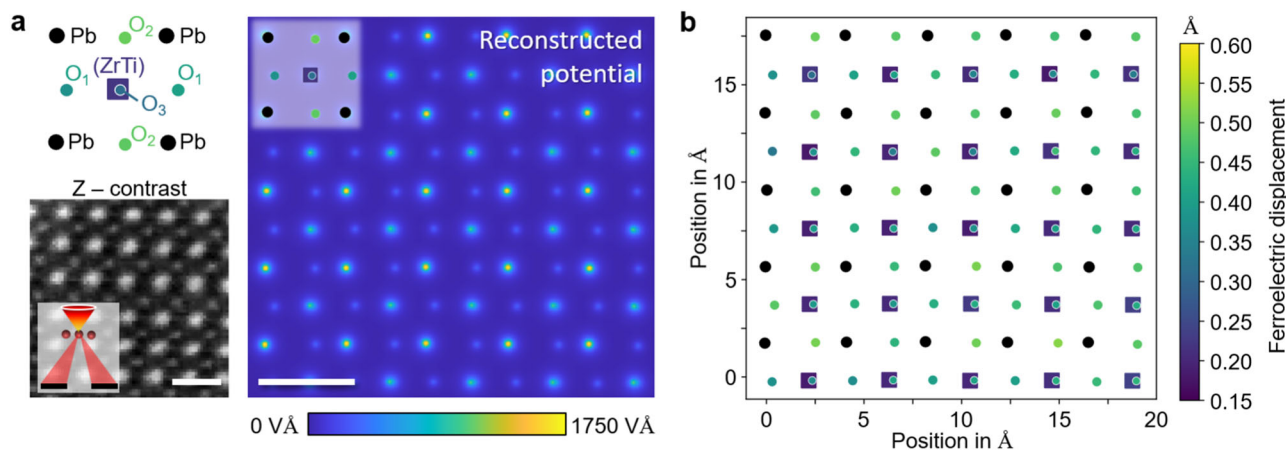 a
Pb
O2
Pb
O1
(ZrTi)
O1
O3
Pb
O2
Pb
Z – contrast
Reconstructed
potential
0 VÅ
1750 VÅ
b
Position in Å
15
10
5
0
0
5
10
15
20
Position in Å
Å
0.60
0.55
0.50
0.45
0.40
0.35
0.30
0.25
0.20
0.15
Ferroelectric displacement